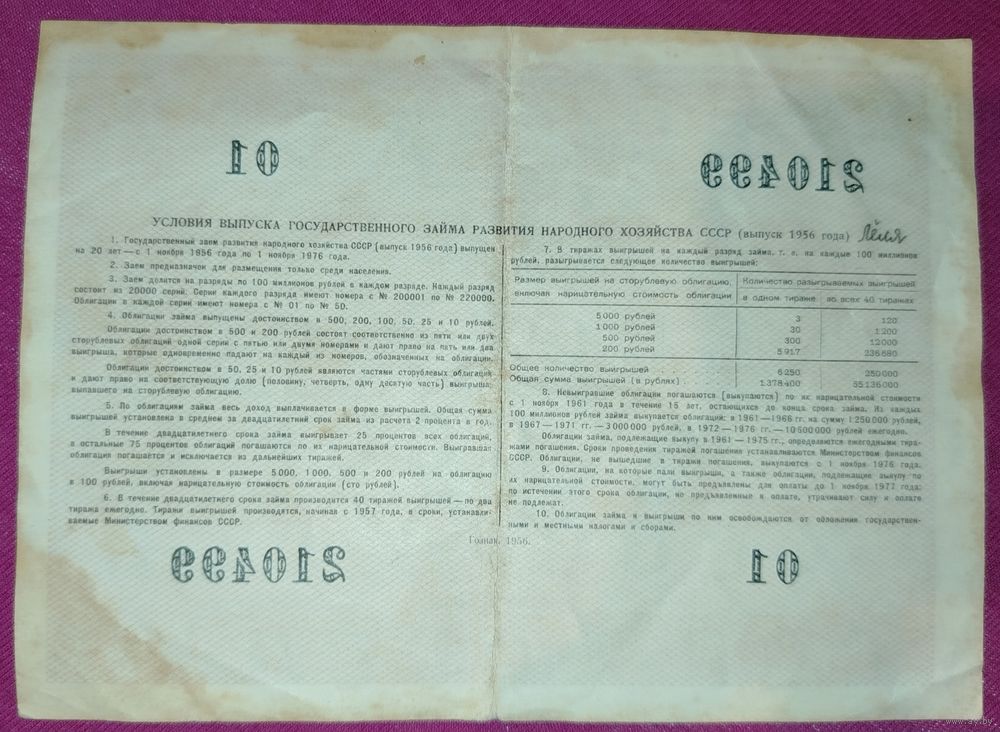 01
210499
УСЛОВИЯ ВЫПУСКА ГОСУДАРСТВЕННОГО ЗАЙМА РАЗВИТИЯ НАРОДНОГО ХОЗЯЙСТВА СССР (выпуск 1956 года) Лёля
1. Государственный заем развития народного хозяйства СССР (выпуск 1956 года) выпущен
на 20 лет — с 1 ноября 1956 года по 1 ноября 1976 года.
2. Заем предназначен для размещения только среди населения.
3. Заем делится на разряды по 100 миллионов рублей в каждом разряде. Каждый разряд
состоит из 20000 серий. Серии каждого разряда имеют номера с № 200001 по № 220000.
Облигации в каждой серии имеют номера с № 01 по № 50.
4. Облигации займа выпущены достоинством в 500, 200, 100, 50, 25 и 10 рублей.
Облигации достоинством в 500 и 200 рублей состоят соответственно из пяти или двух
сторублевых облигаций одной серии с пятью или двумя номерами и дают право на пять или два
выигрыша, которые одновременно падают на каждый из номеров, обозначенных на облигации.
Облигации достоинством в 50, 25 и 10 рублей являются частями сторублевых облигаций
и дают право на соответствующую долю (половину, четверть, одну десятую часть) выигрыша,
выпавшего на сторублевую облигацию.
5. По облигациям займа весь доход выплачивается в форме выигрышей. Общая сумма
выигрышей установлена в среднем за двадцатилетний срок займа из расчета 2 процента в год.
В течение двадцатилетнего срока займа выигрывает 25 процентов всех облигаций,
а остальные 75 процентов облигаций погашаются по их нарицательной стоимости. Выигравшая
облигация погашается и исключается из дальнейших тиражей.
Выигрыши установлены в размере 5000, 1000, 500 и 200 рублей на облигацию
в 100 рублей, включая нарицательную стоимость облигации (сто рублей).
6. В течение двадцатилетнего срока займа производится 40 тиражей выигрышей — по два
тиража ежегодно. Тиражи выигрышей производятся, начиная с 1957 года, в сроки, устанавли-
ваемые Министерством финансов СССР.
7. В тиражах выигрышей на каждый разряд займа, т. е. на каждые 100 миллионов
рублей, разыгрывается следующее количество выигрышей:
Размер выигрышей на сторублевую облигацию, Количество разыгрываемых выигрышей
включая нарицательную стоимость облигации в одном тираже во всех 40 тиражах
5 000 рублей 3 120
1 000 рублей 30 1 200
500 рублей 300 12 000
200 рублей 5 917 236 680
Общее количество выигрышей 6 250 250 000
Общая сумма выигрышей (в рублях) 1 378 400 55 136 000
8. Невыигравшие облигации погашаются (выкупаются) по их нарицательной стоимости
с 1 ноября 1961 года в течение 15 лет, остающихся до конца срока займа. Из каждых
100 миллионов рублей займа выкупается облигаций: в 1961—1966 гг. на сумму 1 250 000 рублей,
в 1967—1971 гг. — 3 000 000 рублей, в 1972—1976 гг. — 10 500 000 рублей ежегодно.
Облигации займа, подлежащие выкупу в 1961—1975 гг., определяются ежегодными тира-
жами погашения. Сроки проведения тиражей погашения устанавливаются Министерством финансов
СССР. Облигации, не вышедшие в тиражи погашения, выкупаются с 1 ноября 1976 года.
9. Облигации, на которые пали выигрыши, а также облигации, подлежащие выкупу по
их нарицательной стоимости, могут быть предъявлены для оплаты до 1 ноября 1977 года;
по истечении этого срока облигации, не предъявленные к оплате, утрачивают силу и оплате
не подлежат.
10. Облигации займа и выигрыши по ним освобождаются от обложения государствен-
ными и местными налогами и сборами.
Гознак. 1956.
210499
01
www.ay.by